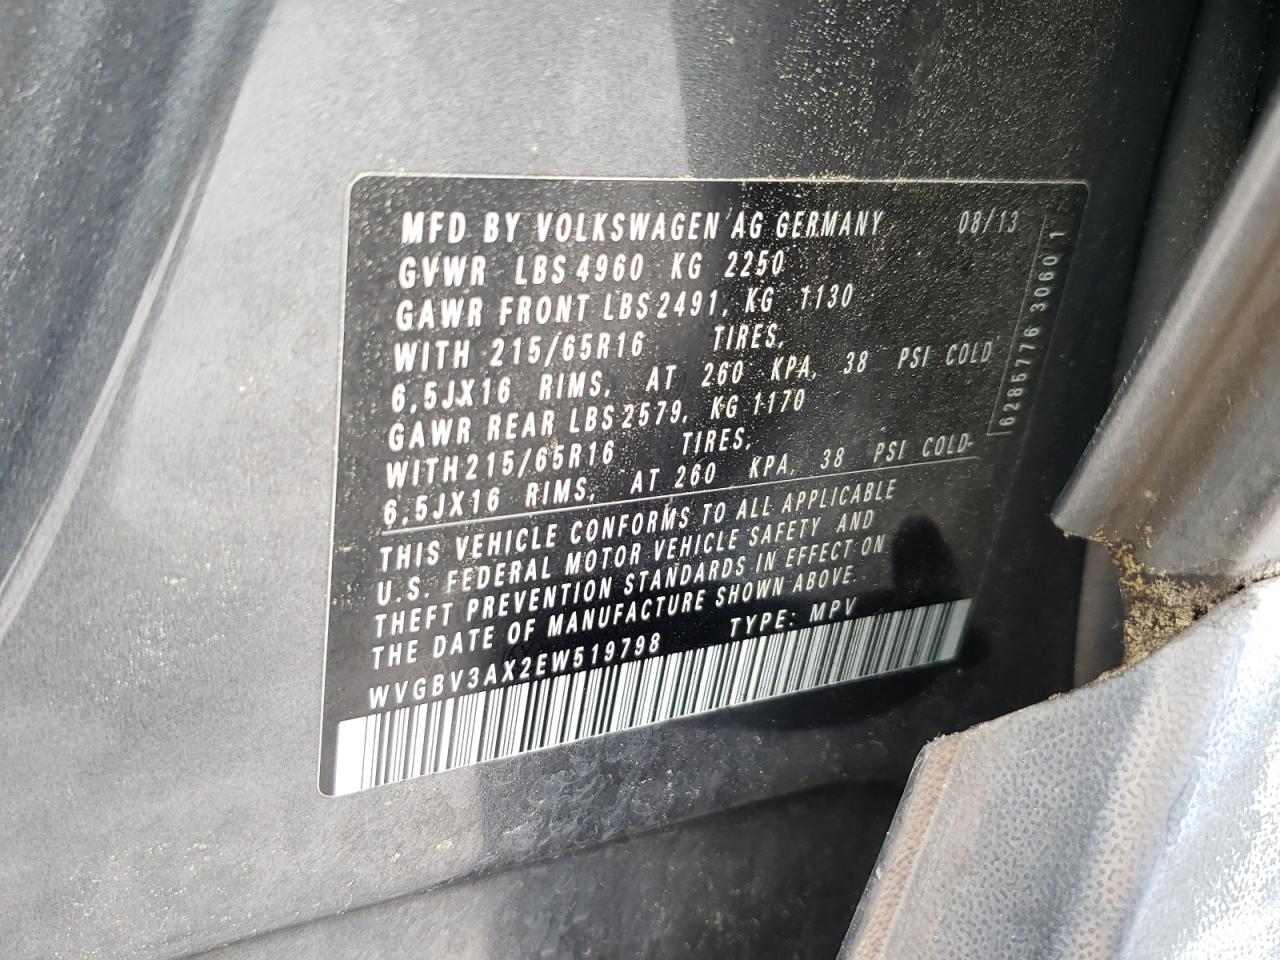 MFD BY VOLKSWAGEN AG GERMANY 08/13
GVWR LBS 4960 KG 2250
GAWR FRONT LBS 2491, KG 1130
WITH 215/65R16 TIRES,
6,5JX16 RIMS, AT 260 KPA, 38 PSI COLD
GAWR REAR LBS 2579, KG 1170
WITH 215/65R16 TIRES,
6,5JX16 RIMS, AT 260 KPA, 38 PSI COLD
THIS VEHICLE CONFORMS TO ALL APPLICABLE
U.S. FEDERAL MOTOR VEHICLE SAFETY AND
THEFT PREVENTION STANDARDS IN EFFECT ON
THE DATE OF MANUFACTURE SHOWN ABOVE.
WVGBV3AX2EW519798 TYPE: MPV
6285776 3060 1